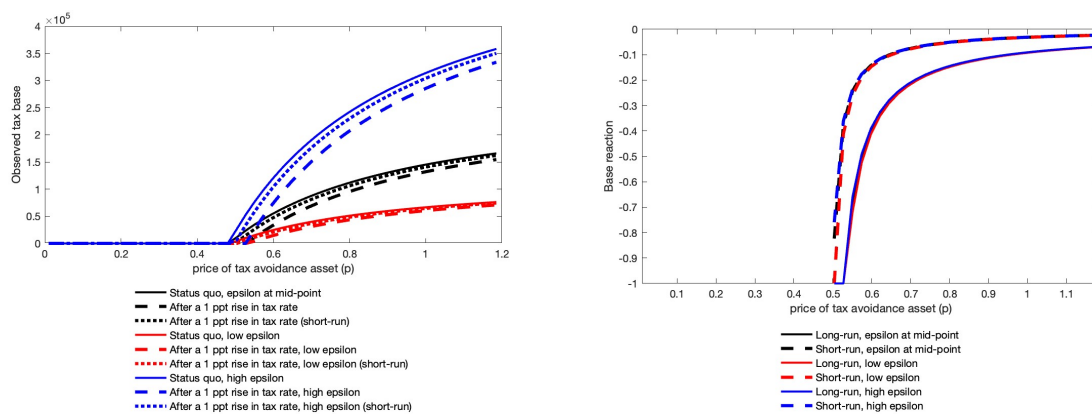 ×10⁵
4
3.5
3
2.5
2
1.5
1
0.5
0
Observed tax base
0 0.2 0.4 0.6 0.8 1 1.2
price of tax avoidance asset (p)
Status quo, epsilon at mid-point
After a 1 ppt rise in tax rate
After a 1 ppt rise in tax rate (short-run)
Status quo, low epsilon
After a 1 ppt rise in tax rate, low epsilon
After a 1 ppt rise in tax rate, low epsilon (short-run)
Status quo, high epsilon
After a 1 ppt rise in tax rate, high epsilon
After a 1 ppt rise in tax rate, high epsilon (short-run)
-0.1
-0.2
-0.3
-0.4
-0.5
-0.6
-0.7
-0.8
-0.9
-1
Base reaction
0.1 0.2 0.3 0.4 0.5 0.6 0.7 0.8 0.9 1 1.1
price of tax avoidance asset (p)
Long-run, epsilon at mid-point
Short-run, epsilon at mid-point
Long-run, low epsilon
Short-run, low epsilon
Long-run, high epsilon
Short-run, high epsilon